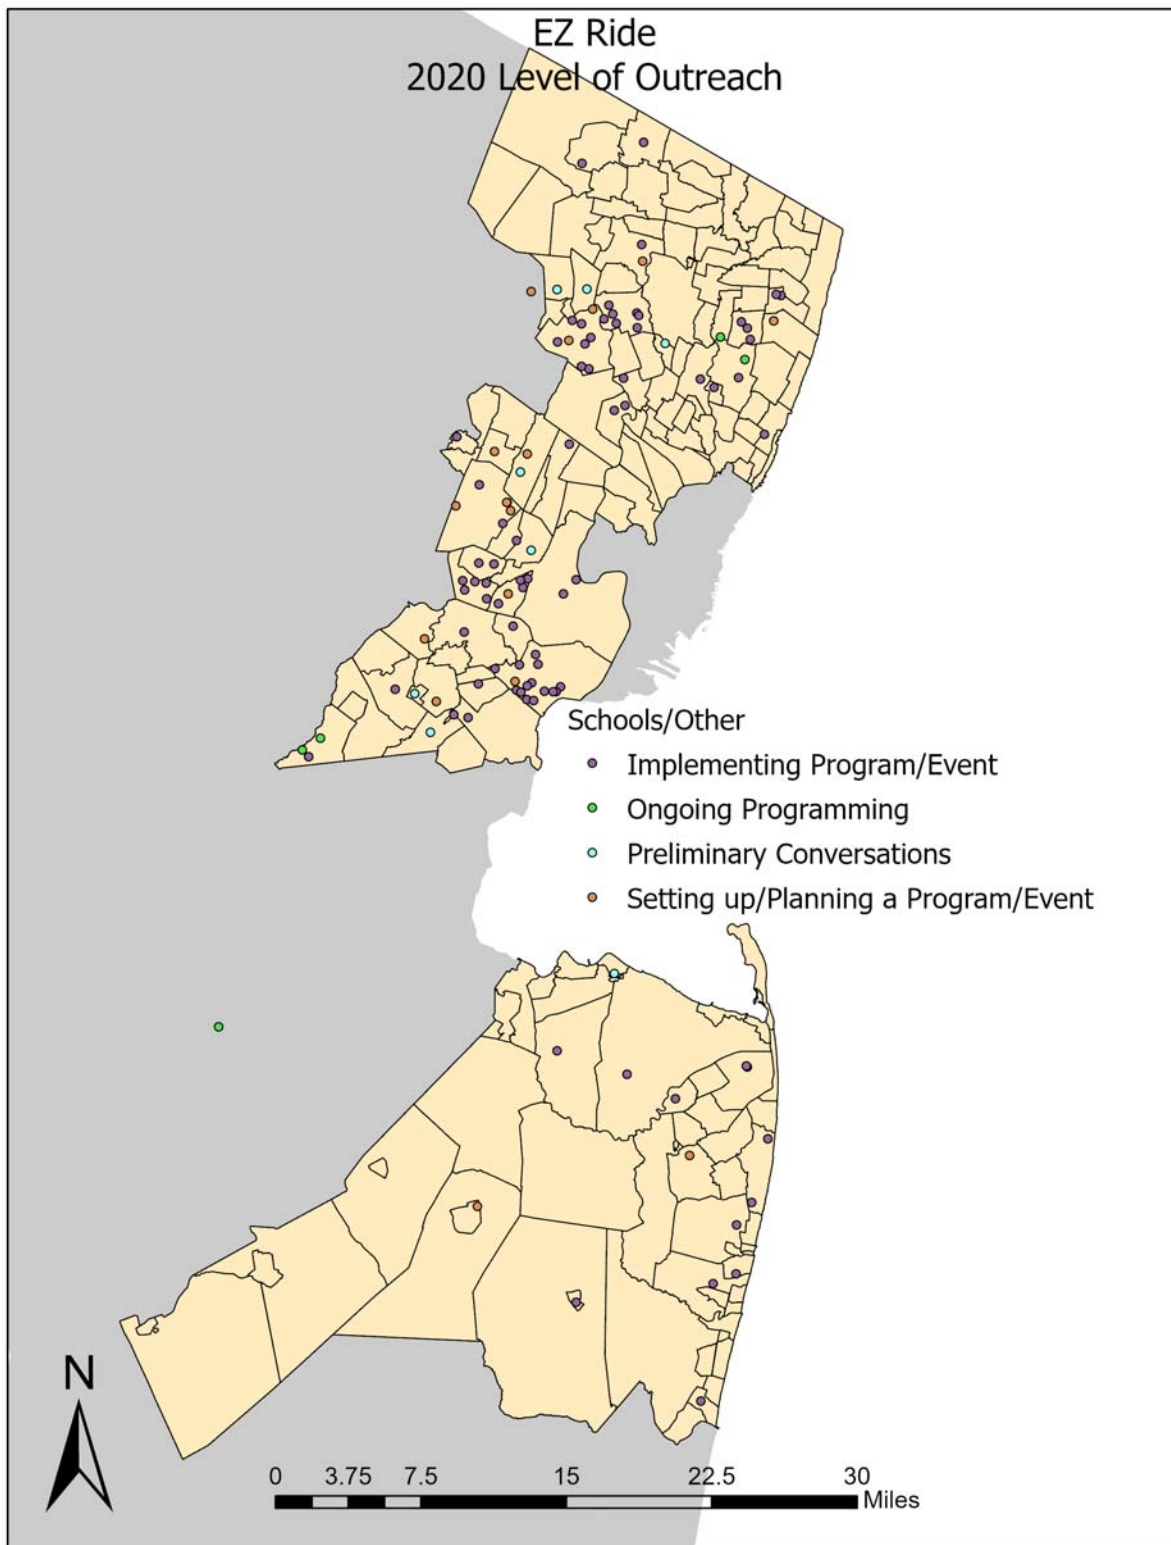 EZ Ride
2020 Level of Outreach
Schools/Other
Implementing Program/Event
Ongoing Programming
Preliminary Conversations
Setting up/Planning a Program/Event
N
0 3.75 7.5 15 22.5 30
Miles